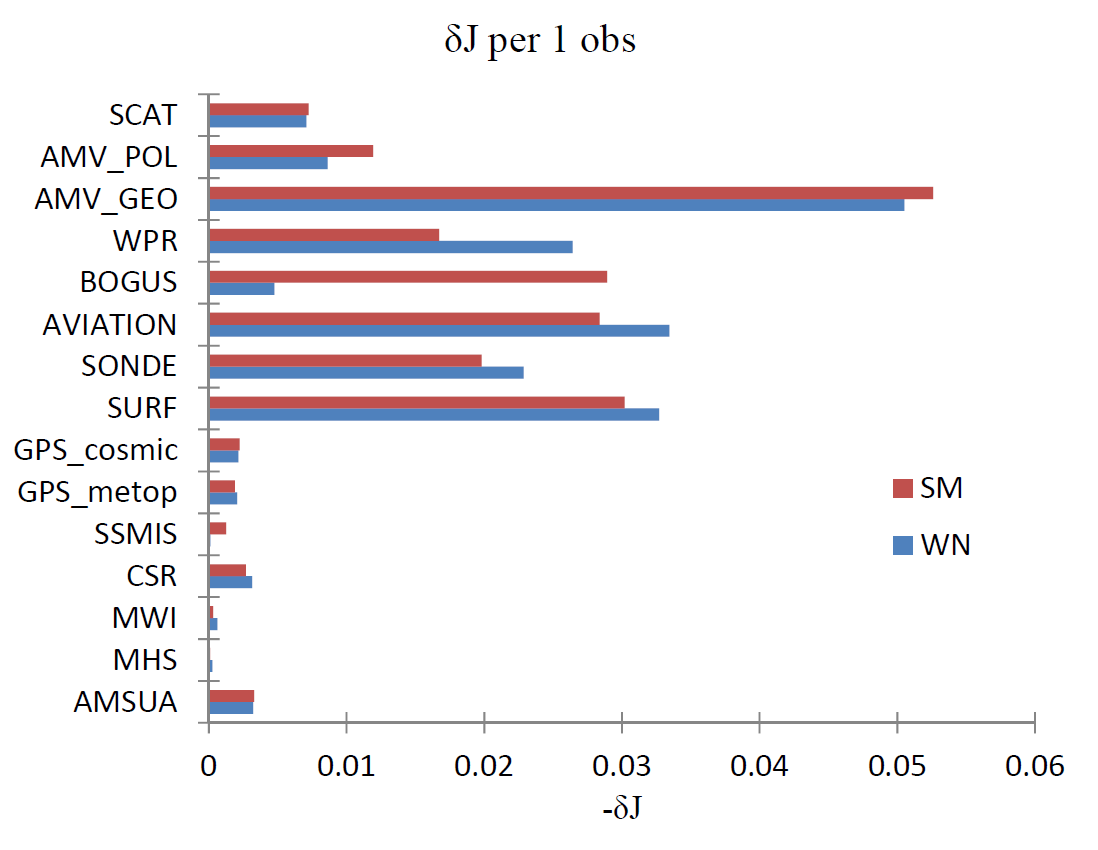 δJ per 1 obs
SCAT
AMV_POL
AMV_GEO
WPR
BOGUS
AVIATION
SONDE
SURF
GPS_cosmic
GPS_metop
SSMIS
CSR
MWI
MHS
AMSUA
SM
WN
0 0.01 0.02 0.03 0.04 0.05 0.06
-δJ